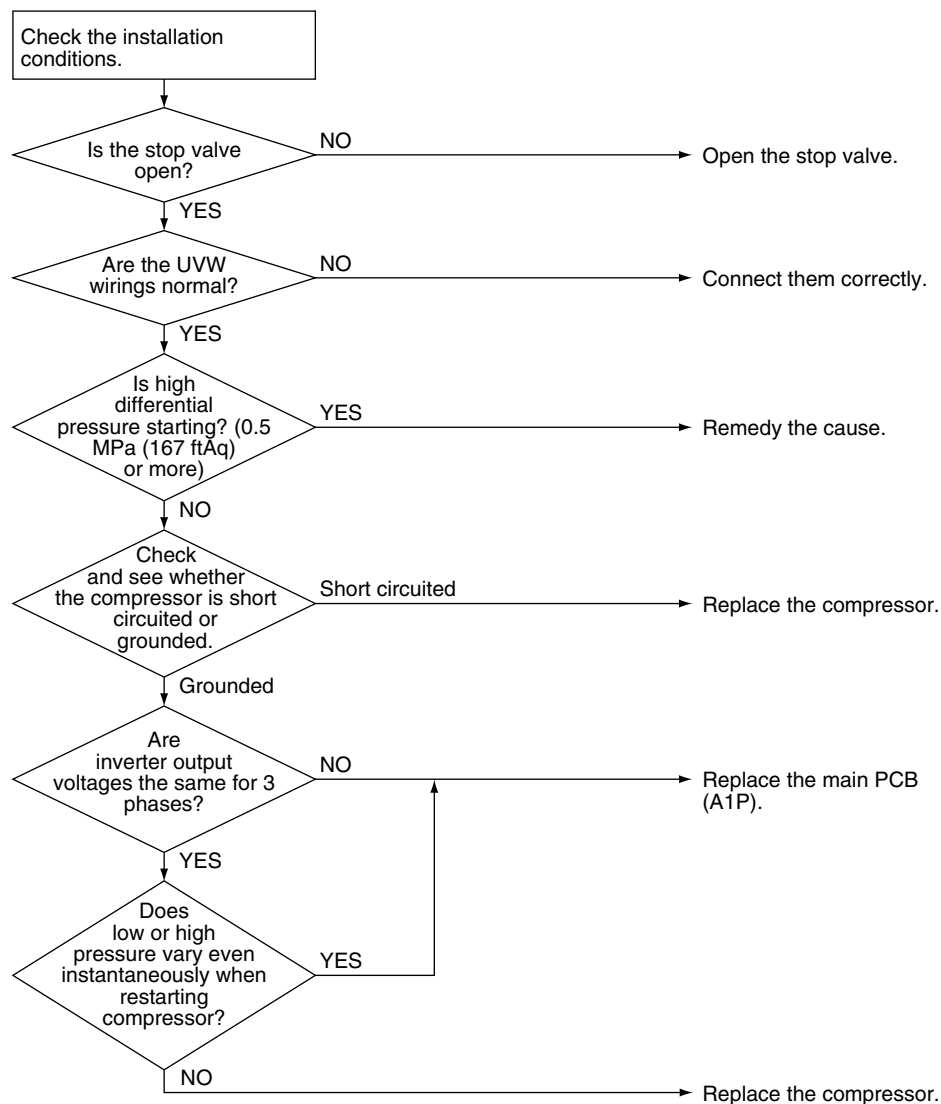 Check the installation
conditions.
Is the stop valve
open?
NO
Open the stop valve.
YES
Are the UVW
wirings normal?
NO
Connect them correctly.
YES
Is high
differential
pressure starting? (0.5
MPa (167 ftAq)
or more)
YES
Remedy the cause.
NO
Check
and see whether
the compressor is short
circuited or
grounded.
Short circuited
Replace the compressor.
Grounded
Are
inverter output
voltages the same for 3
phases?
NO
Replace the main PCB
(A1P).
YES
Does
low or high
pressure vary even
instantaneously when
restarting
compressor?
YES
NO
Replace the compressor.